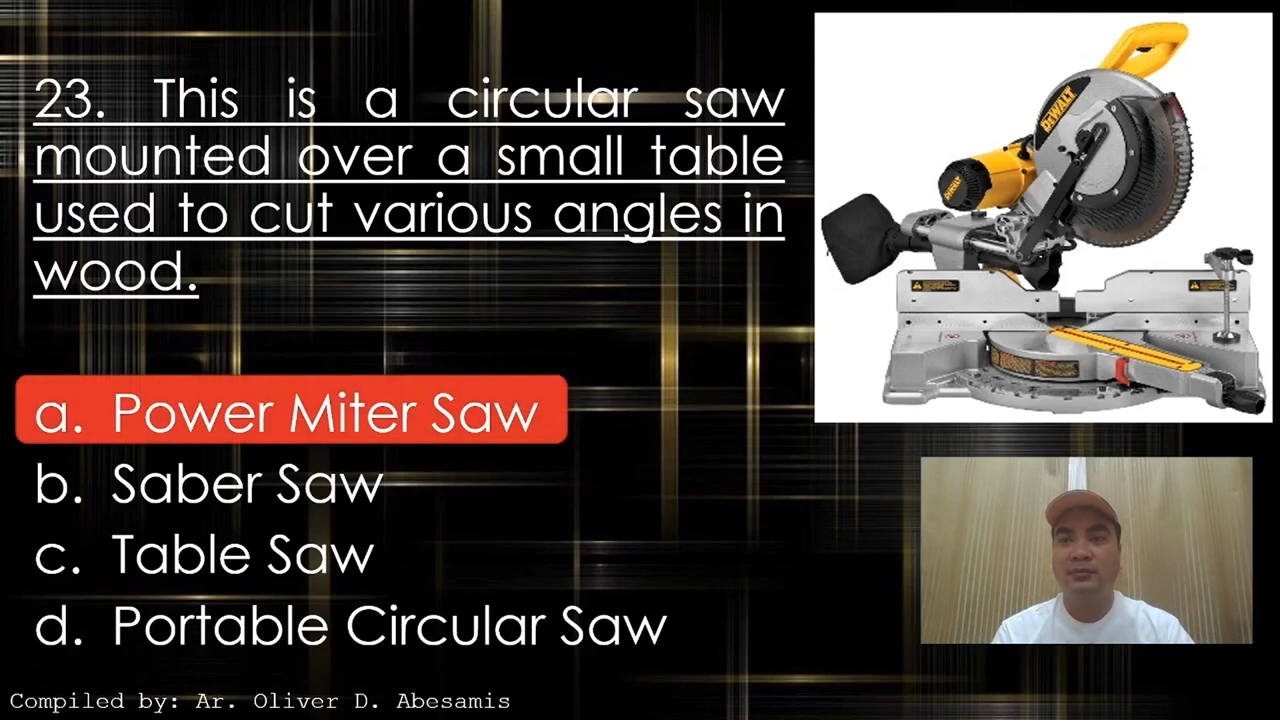 23. This is a circular saw
mounted over a small table
used to cut various angles in
wood.
a. Power Miter Saw
b. Saber Saw
c. Table Saw
d. Portable Circular Saw
Compiled by: Ar. Oliver D. Abesamis
DEWALT
DEWALT